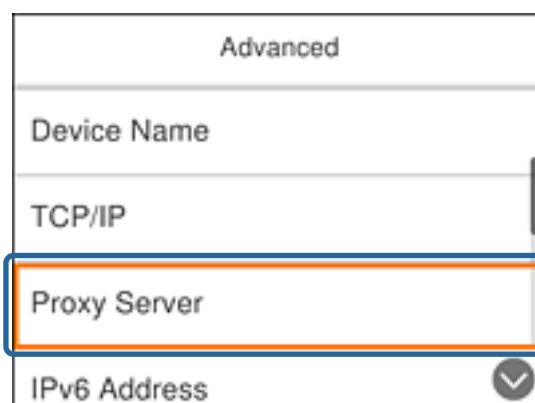 Advanced
Device Name
TCP/IP
Proxy Server
IPv6 Address